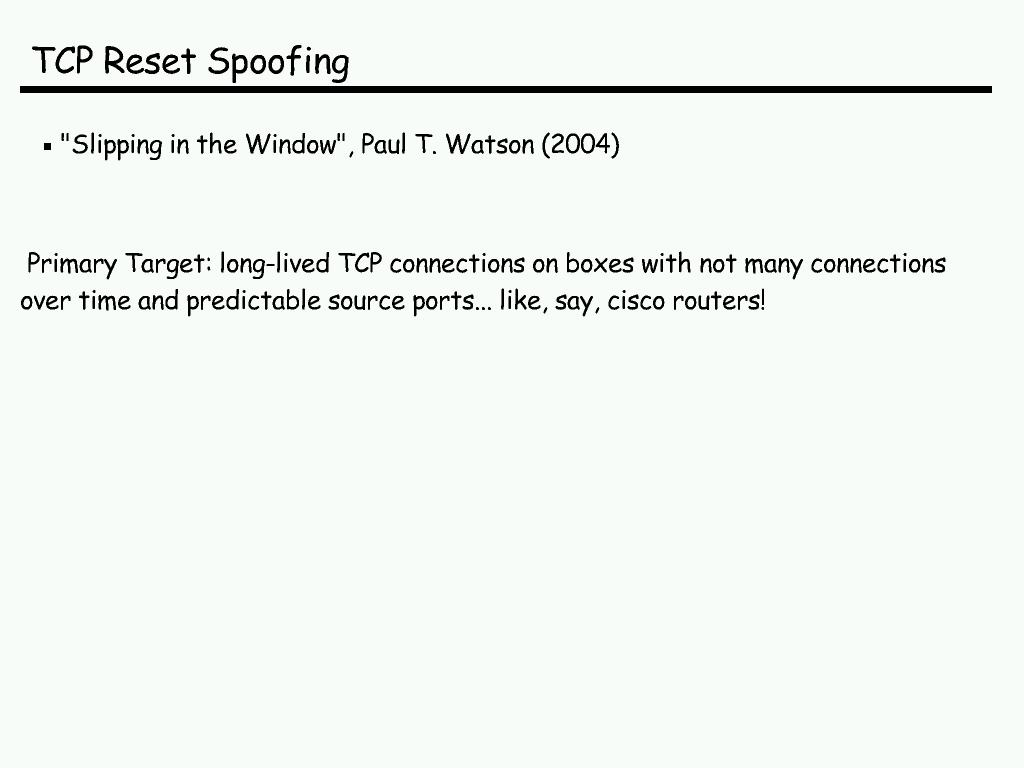 TCP Reset Spoofing
▪ "Slipping in the Window", Paul T. Watson (2004)
Primary Target: long-lived TCP connections on boxes with not many connections
over time and predictable source ports... like, say, cisco routers!